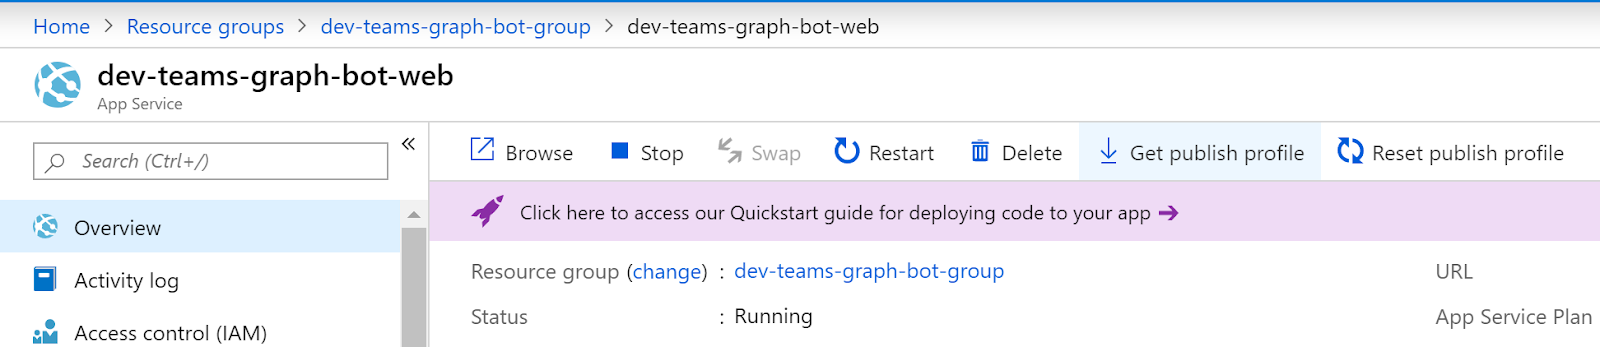 Home > Resource groups > dev-teams-graph-bot-group > dev-teams-graph-bot-web
dev-teams-graph-bot-web
App Service
Search (Ctrl+/)
«
Overview
Activity log
Access control (IAM)
Browse Stop Swap Restart Delete Get publish profile Reset publish profile
Click here to access our Quickstart guide for deploying code to your app →
Resource group (change) : dev-teams-graph-bot-group URL
Status : Running App Service Plan